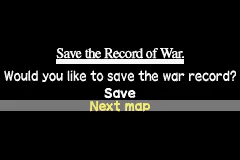 Save the Record of War.
Would you like to save the war record?
Save
Next map